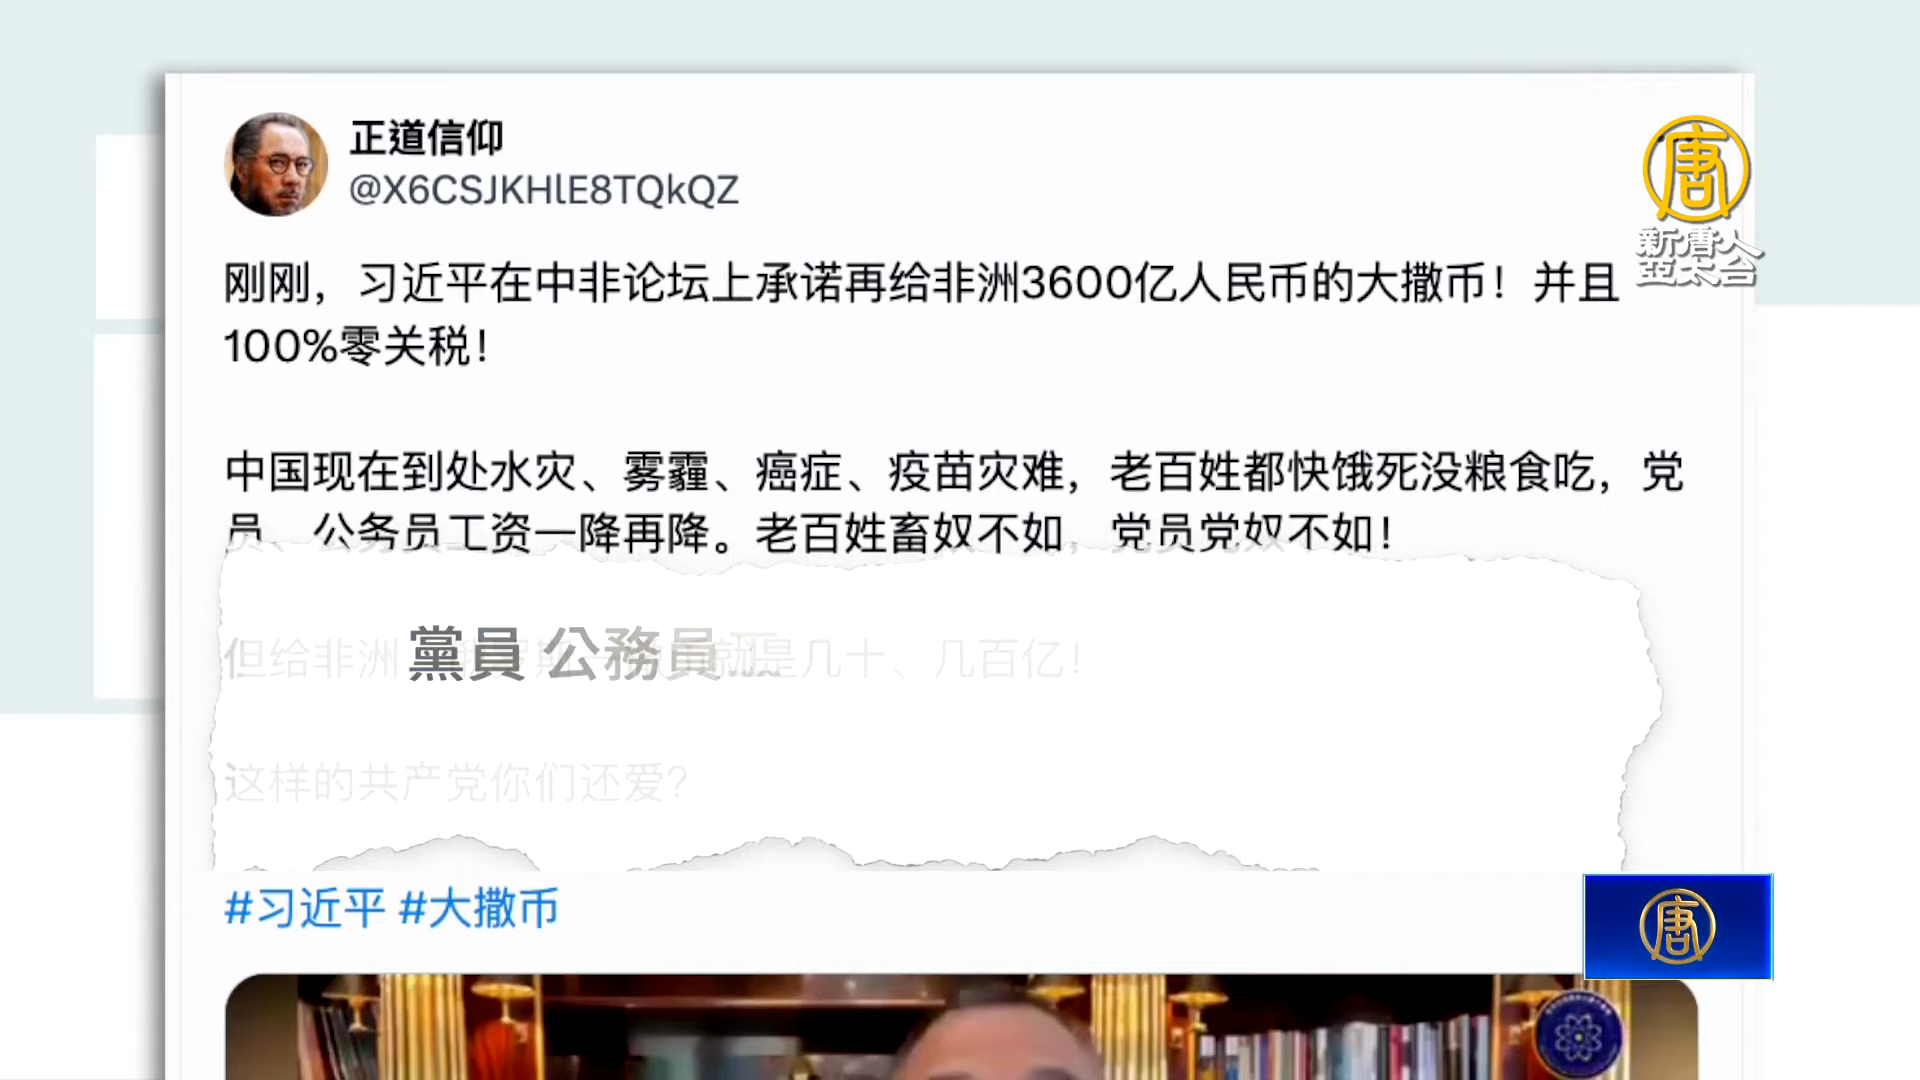 正道信仰
@X6CSJKHlE8TQkQZ
唐
新唐人
亞太台
刚刚，习近平在中非论坛上承诺再给非洲3600亿人民币的大撒币！并且
100%零关税！
中国现在到处水灾、雾霾、癌症、疫苗灾难，老百姓都快饿死没粮食吃，党
员、公务员工资一降再降。老百姓畜奴不如，党员党奴不如！
但给非洲
就是几十、几百亿！
黨員 公務員
这样的共产党你们还爱？
#习近平 #大撒币
唐